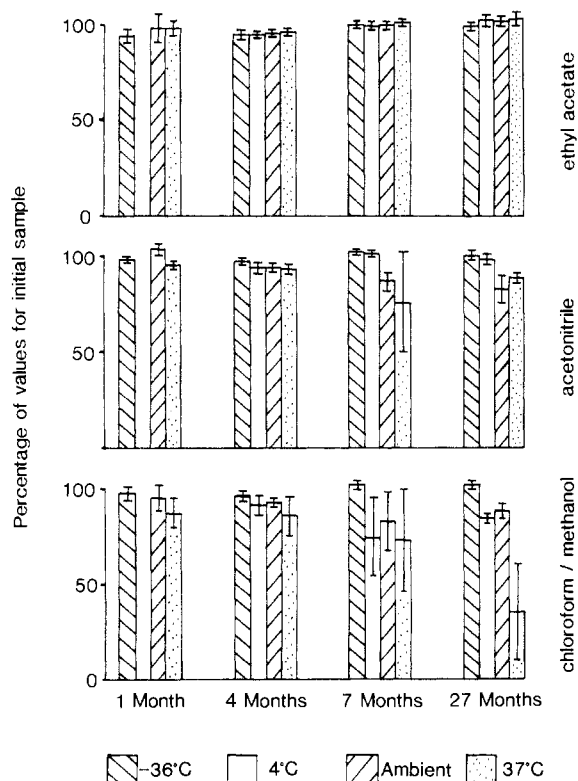 Percentage of values for initial sample
100
50
0
ethyl acetate
100
50
acetonitrile
100
50
0
chloroform / methanol
1 Month
4 Months
7 Months
27 Months
-36°C
4°C
Ambient
37°C